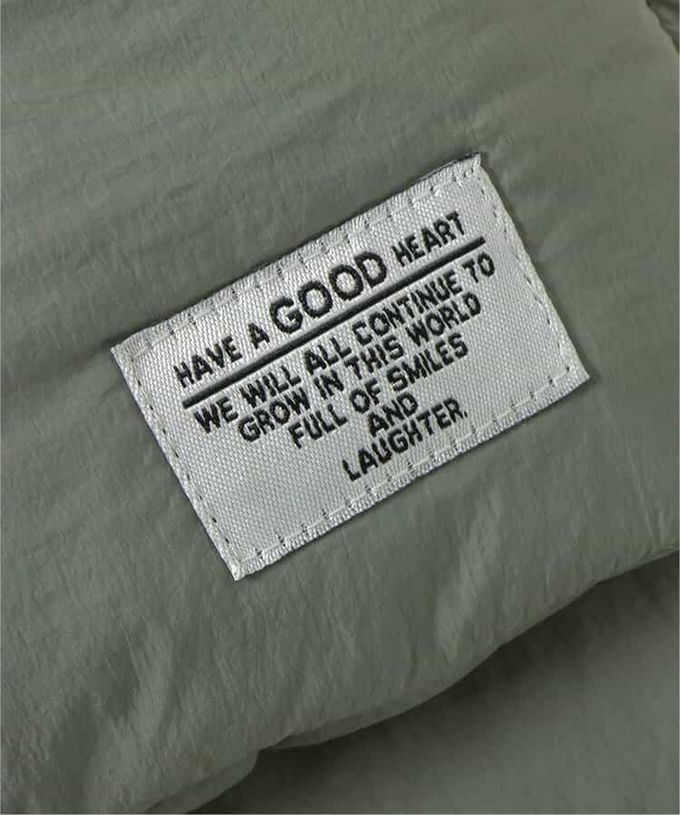 HAVE A GOOD HEART
WE WILL ALL CONTINUE TO
GROW IN THIS WORLD
FULL OF SMILES
AND
LAUGHTER.